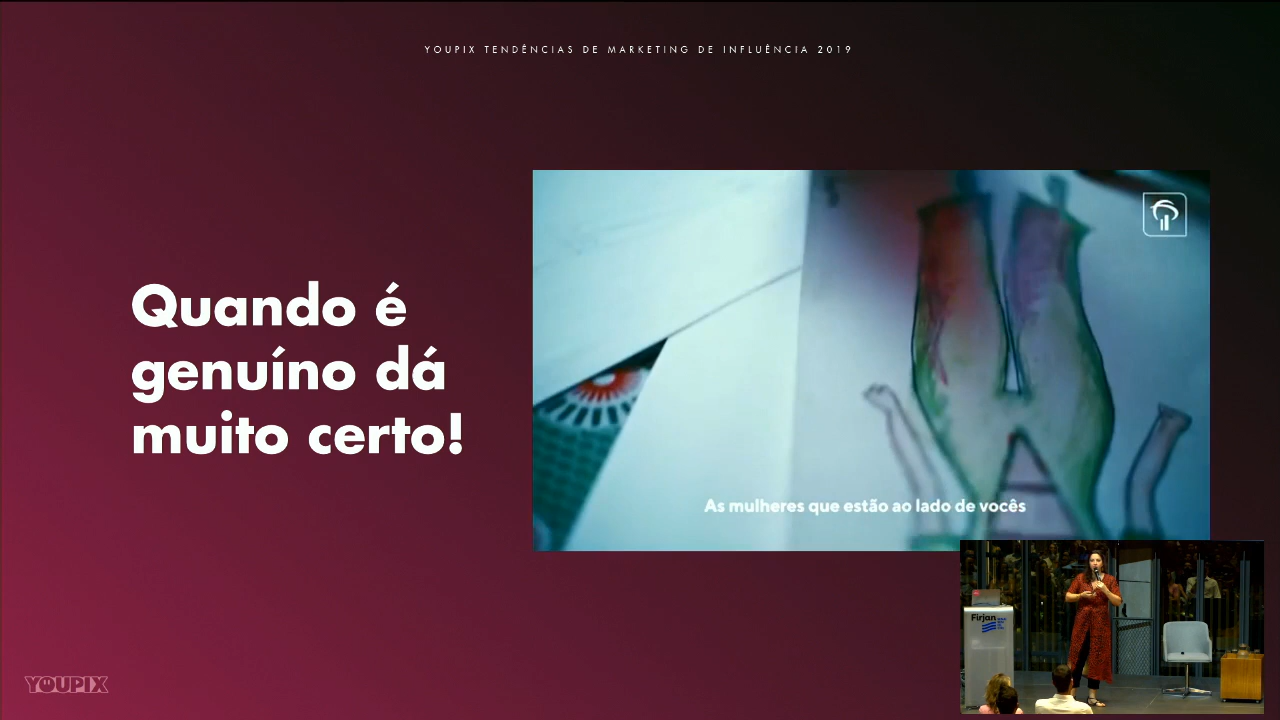 YOUPIX TENDÊNCIAS DE MARKETING DE INFLUÊNCIA 2019
Quando é
genuíno dá
muito certo!
As mulheres que estão ao lado de vocês
Firjan
YOUPIX